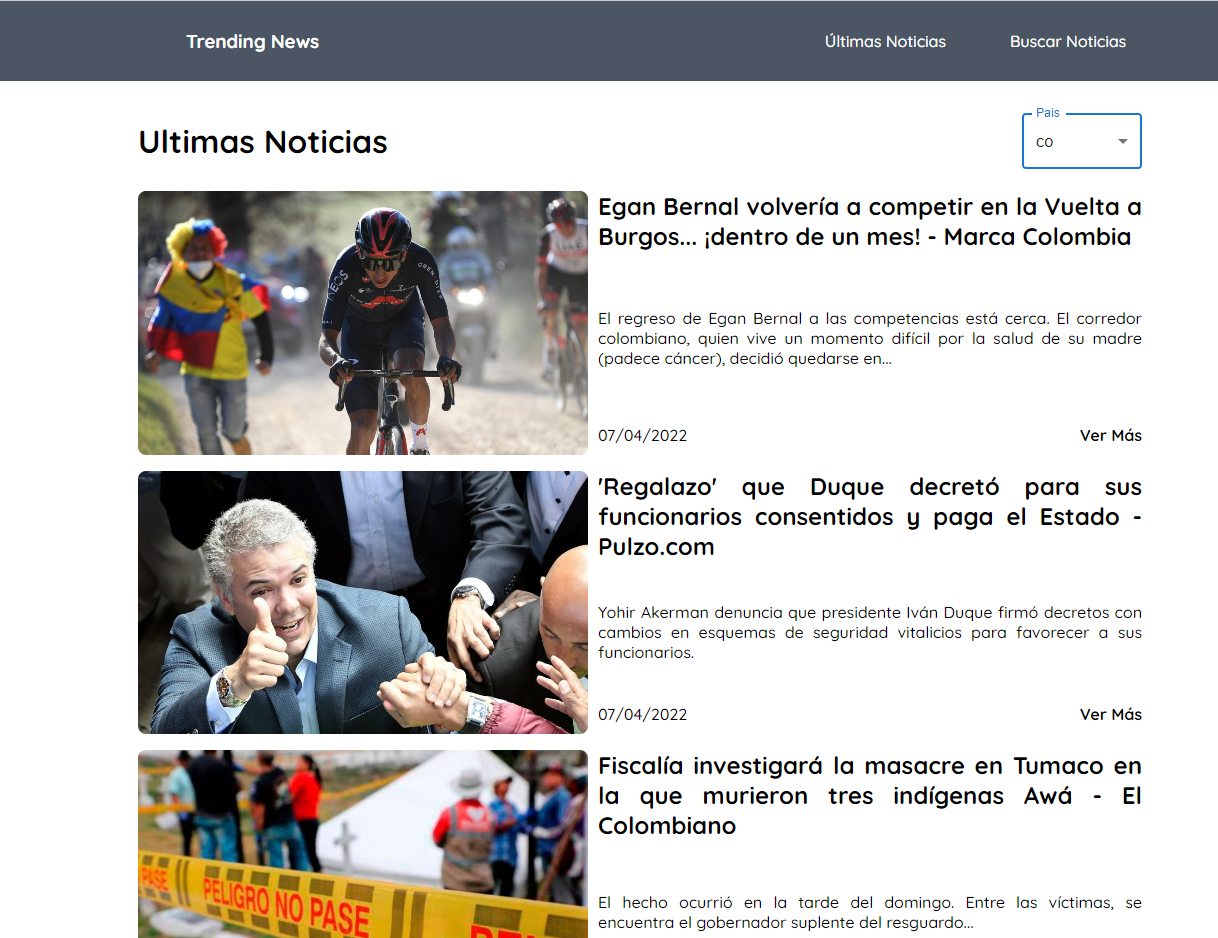 Trending News
Últimas Noticias
Buscar Noticias
Ultimas Noticias
Pais
co
INEOS
GRENADIER
UAE
Egan Bernal volvería a competir en la Vuelta a
Burgos... ¡dentro de un mes! - Marca Colombia
El regreso de Egan Bernal a las competencias está cerca. El corredor
colombiano, quien vive un momento difícil por la salud de su madre
(padece cáncer), decidió quedarse en...
07/04/2022
Ver Más
'Regalazo' que Duque decretó para sus
funcionarios consentidos y paga el Estado -
Pulzo.com
Yohir Akerman denuncia que presidente Iván Duque firmó decretos con
cambios en esquemas de seguridad vitalicios para favorecer a sus
funcionarios.
07/04/2022
Ver Más
PASE
PELIGRO NO PASE
PEL
Fiscalía investigará la masacre en Tumaco en
la que murieron tres indígenas Awá - El
Colombiano
El hecho ocurrió en la tarde del domingo. Entre las víctimas, se
encuentra el gobernador suplente del resguardo...